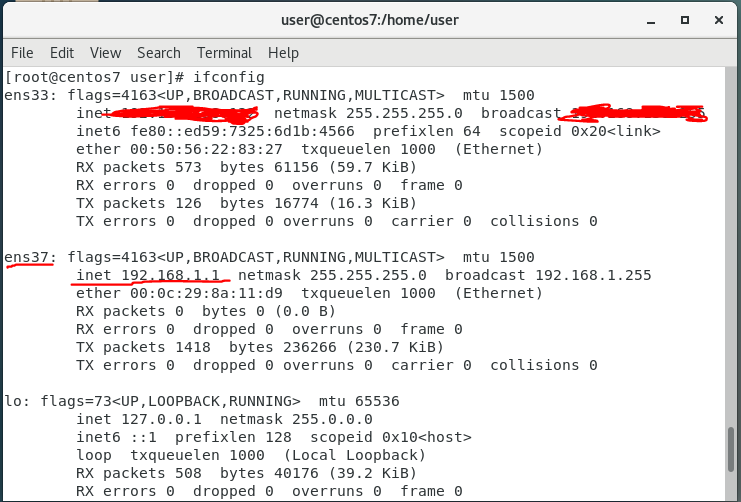 user@centos7:/home/user
File Edit View Search Terminal Help
[root@centos7 user]# ifconfig
ens33: flags=4163<UP,BROADCAST,RUNNING,MULTICAST>  mtu 1500
        inet netmask 255.255.255.0  broadcast
        inet6 fe80::ed59:7325:6d1b:4566  prefixlen 64  scopeid 0x20<link>
        ether 00:50:56:22:83:27  txqueuelen 1000  (Ethernet)
        RX packets 573  bytes 61156 (59.7 KiB)
        RX errors 0  dropped 0  overruns 0  frame 0
        TX packets 126  bytes 16774 (16.3 KiB)
        TX errors 0  dropped 0 overruns 0  carrier 0  collisions 0
ens37: flags=4163<UP,BROADCAST,RUNNING,MULTICAST>  mtu 1500
        inet 192.168.1.1  netmask 255.255.255.0  broadcast 192.168.1.255
        ether 00:0c:29:8a:11:d9  txqueuelen 1000  (Ethernet)
        RX packets 0  bytes 0 (0.0 B)
        RX errors 0  dropped 0  overruns 0  frame 0
        TX packets 1418  bytes 236266 (230.7 KiB)
        TX errors 0  dropped 0 overruns 0  carrier 0  collisions 0
lo: flags=73<UP,LOOPBACK,RUNNING>  mtu 65536
        inet 127.0.0.1  netmask 255.0.0.0
        inet6 ::1  prefixlen 128  scopeid 0x10<host>
        loop  txqueuelen 1000  (Local Loopback)
        RX packets 508  bytes 40176 (39.2 KiB)
        RX errors 0  dropped 0  overruns 0  frame 0